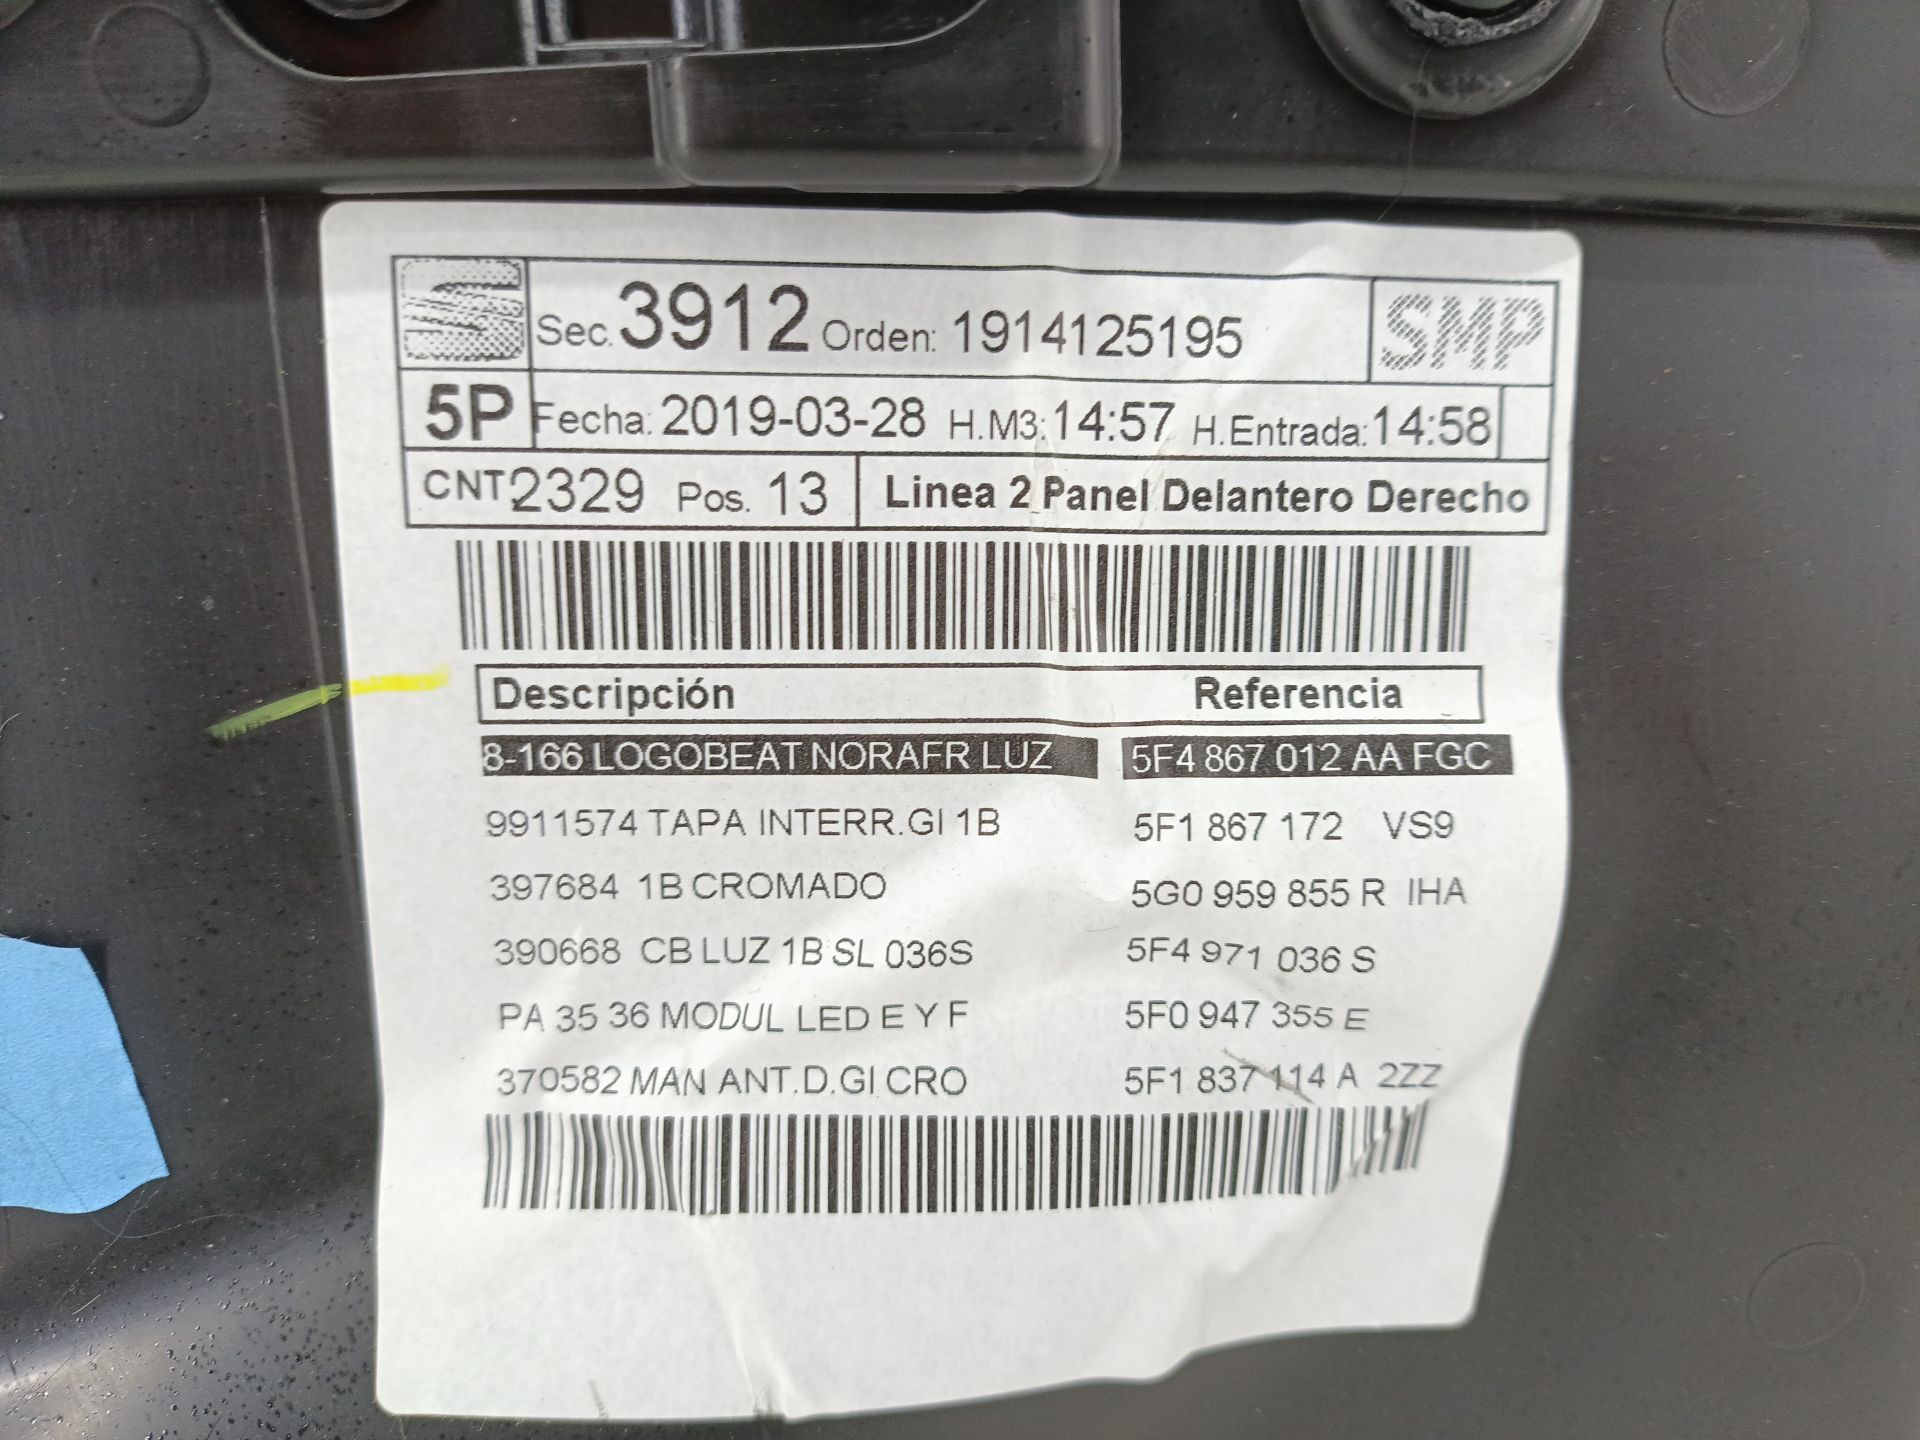 Sec. 3912 Orden: 1914125195 SMP
5P Fecha: 2019-03-28 H.M3: 14:57 H.Entrada: 14:58
CNT 2329 Pos. 13 Linea 2 Panel Delantero Derecho
Descripción Referencia
8-166 LOGOBEAT NORAFR LUZ 5F4 867 012 AA FGC
9911574 TAPA INTERR.GI 1B 5F1 867 172 VS9
397684 1B CROMADO 5G0 959 855 R IHA
390668 CB LUZ 1B SL 036S 5F4 971 036 S
PA 35 36 MODUL LED E Y F 5F0 947 355 E
370582 MAN ANT.D.GI CRO 5F1 837 114 A 2ZZ